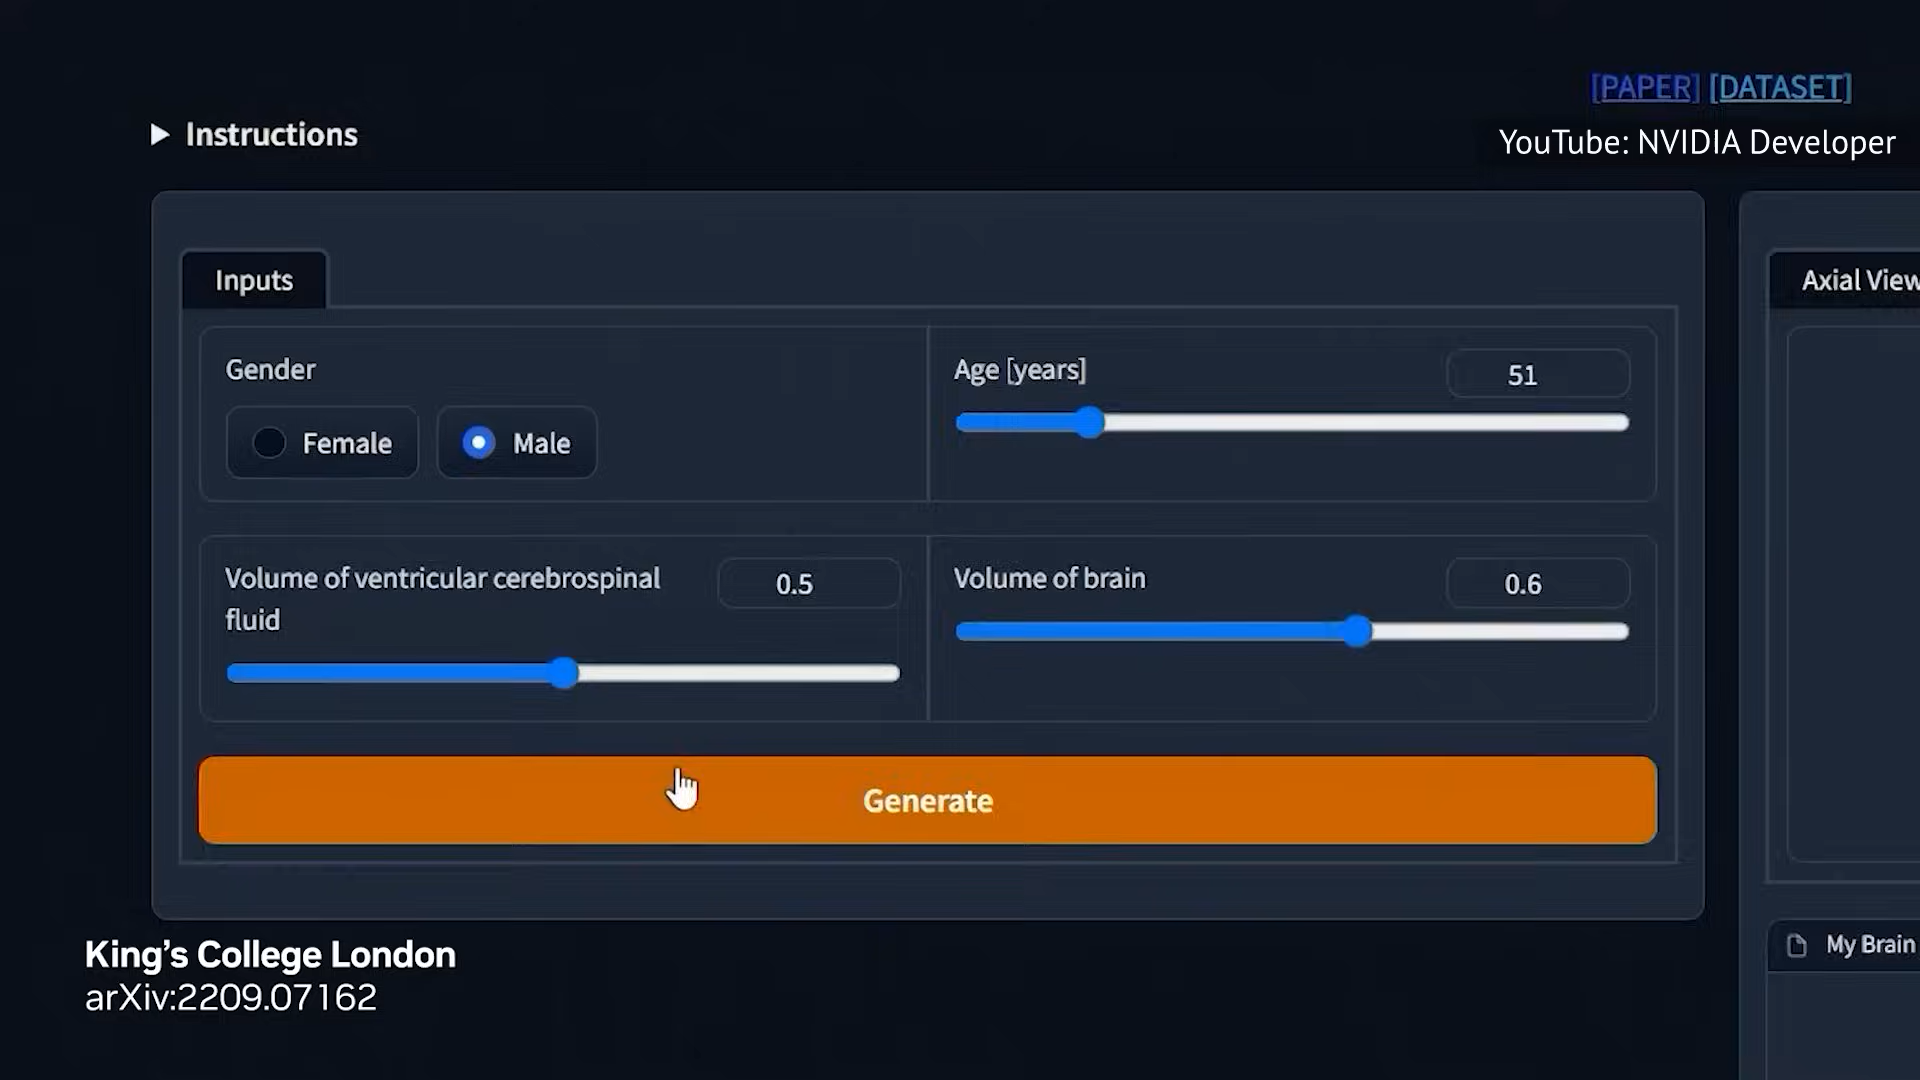 [PAPER] [DATASET]
Instructions
YouTube: NVIDIA Developer
Inputs
Axial View
Gender
Female
Male
Age [years]
51
Volume of ventricular cerebrospinal
fluid
0.5
Volume of brain
0.6
Generate
My Brain
King’s College London
arXiv:2209.07162